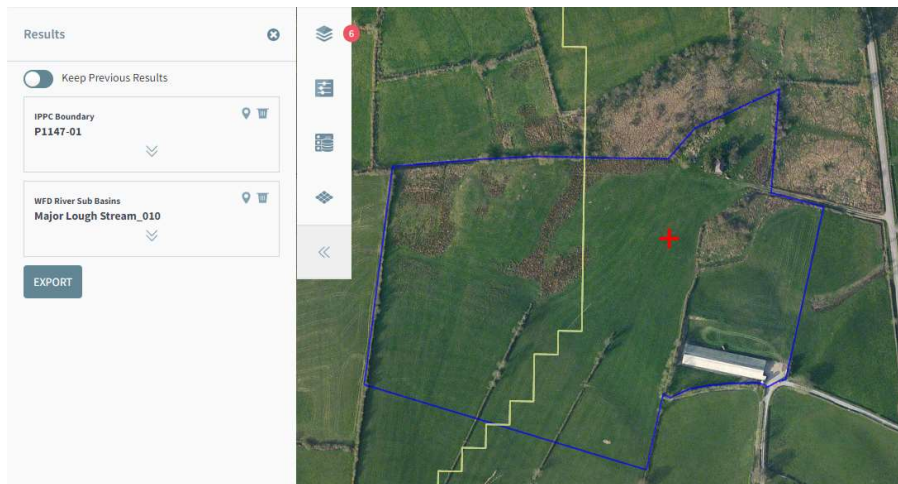 Results
6
Keep Previous Results
IPPC Boundary
P1147-01
WFD River Sub Basins
Major Lough Stream_010
EXPORT